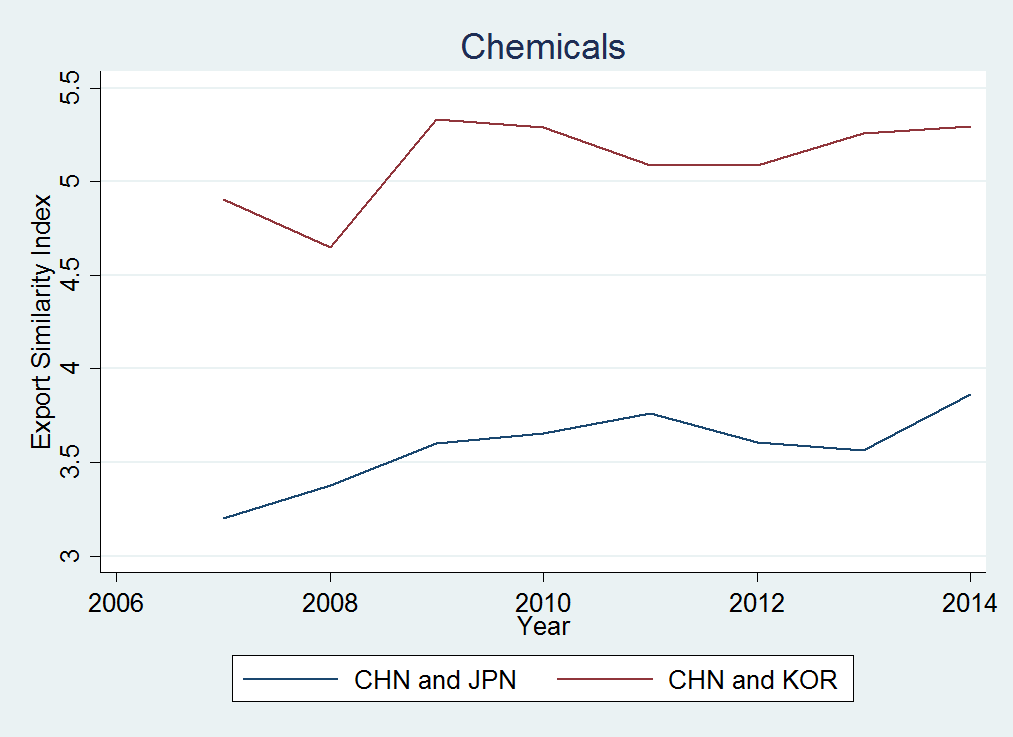 Chemicals
Export Similarity Index
5.5
5
4.5
4
3.5
3
2006 2008 2010 2012 2014
Year
CHN and JPN CHN and KOR